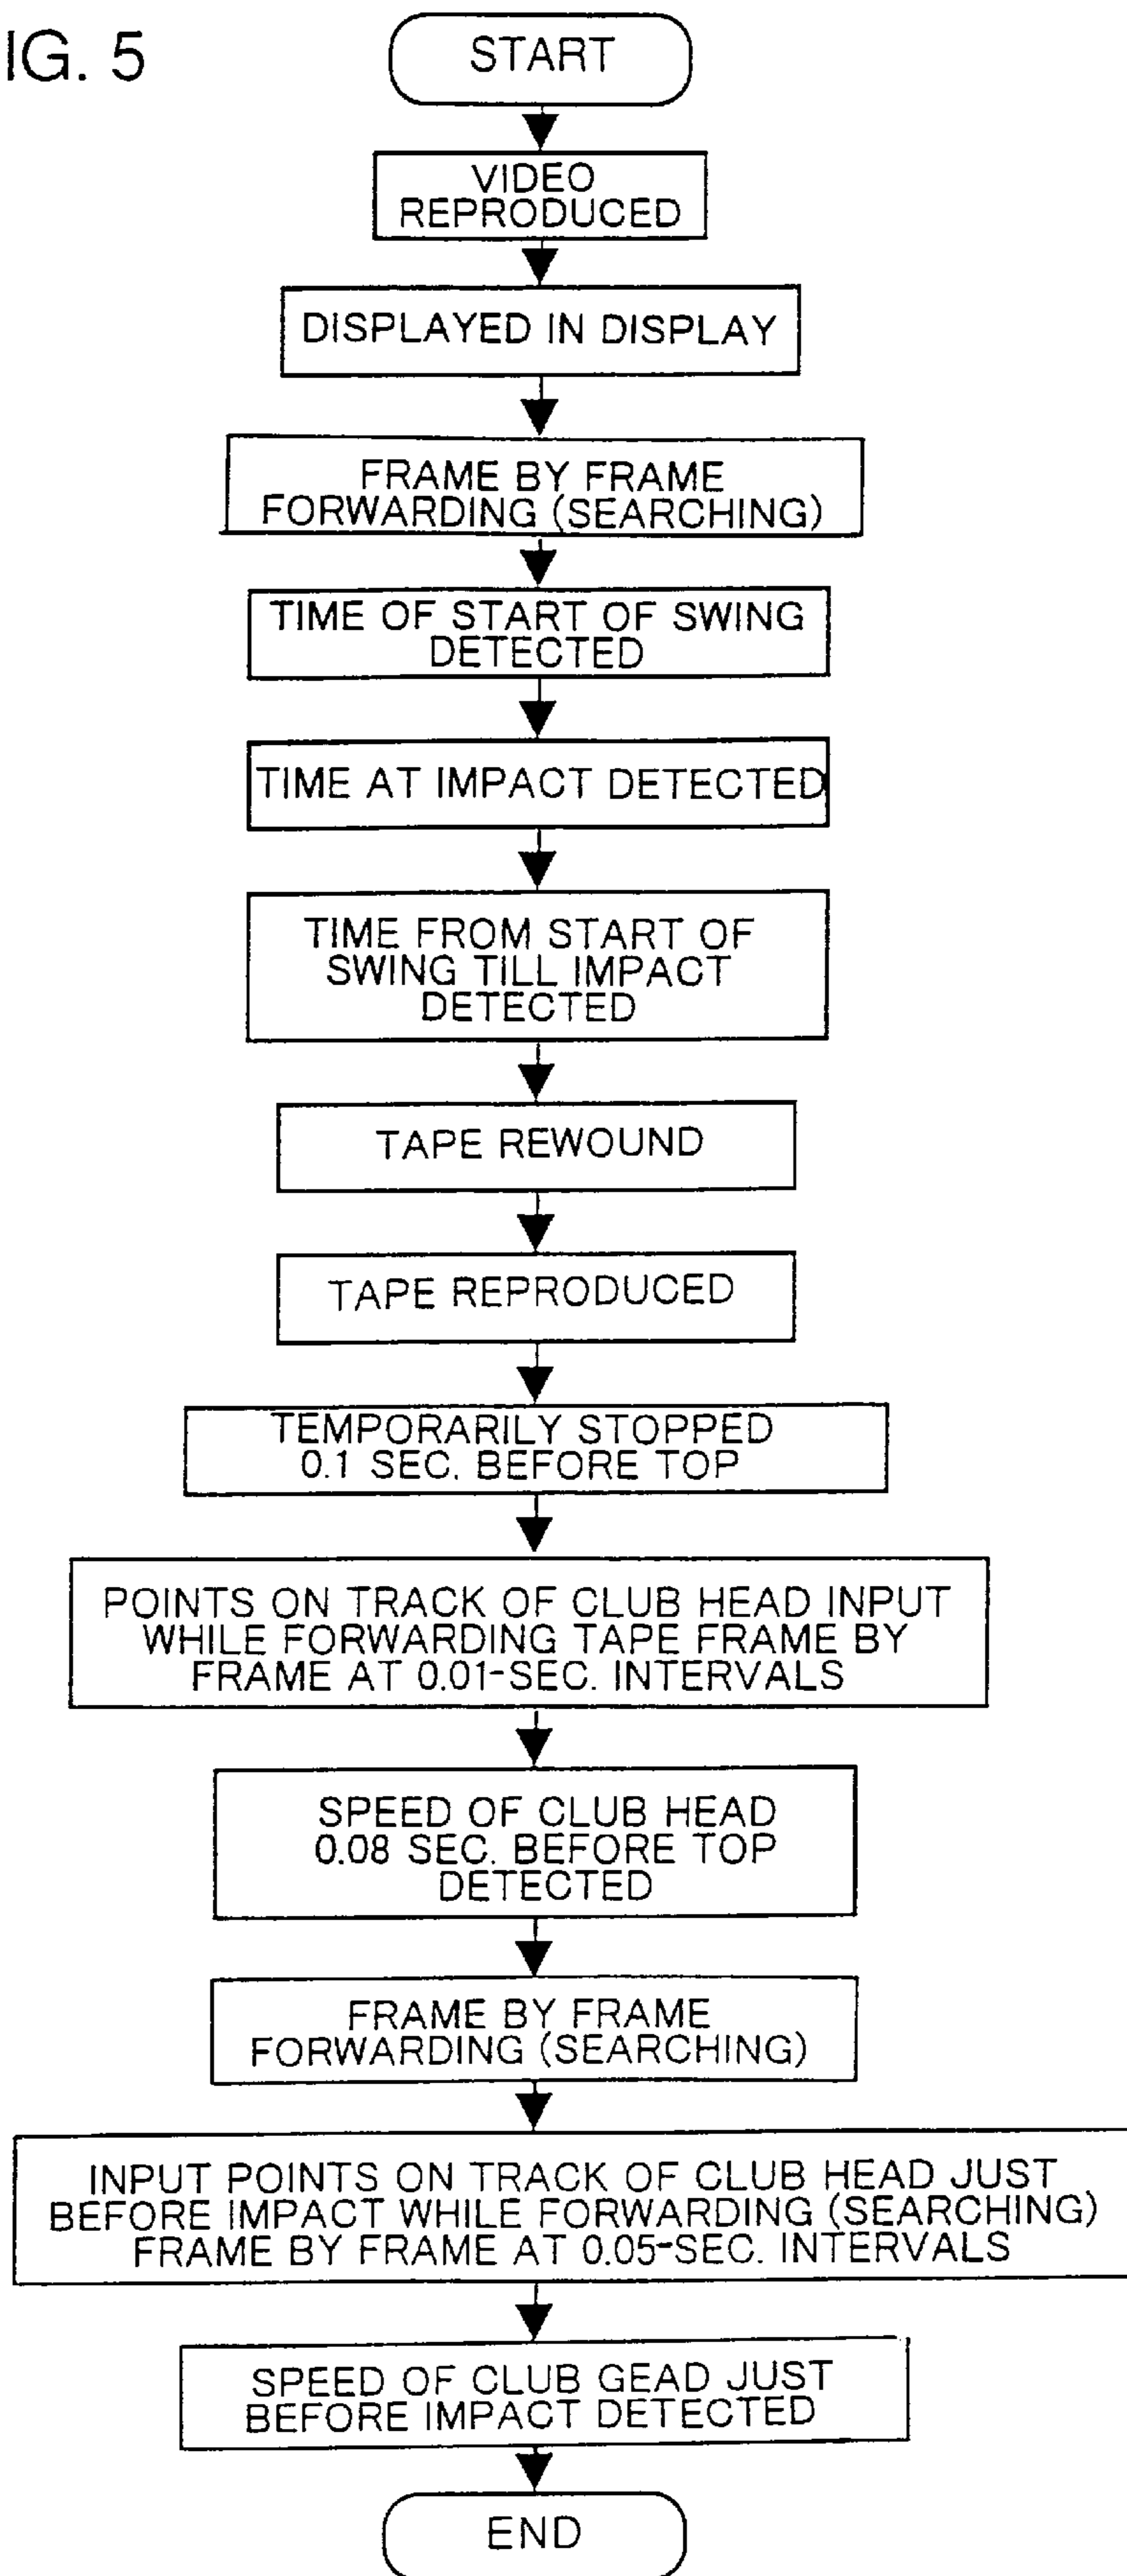 IG. 5
START
VIDEO
REPRODUCED
DISPLAYED IN DISPLAY
FRAME BY FRAME
FORWARDING (SEARCHING)
TIME OF START OF SWING
DETECTED
TIME AT IMPACT DETECTED
TIME FROM START OF
SWING TILL IMPACT
DETECTED
TAPE REWOUND
TAPE REPRODUCED
TEMPORARILY STOPPED
0.1 SEC. BEFORE TOP
POINTS ON TRACK OF CLUB HEAD INPUT
WHILE FORWARDING TAPE FRAME BY
FRAME AT 0.01-SEC. INTERVALS
SPEED OF CLUB HEAD
0.08 SEC. BEFORE TOP
DETECTED
FRAME BY FRAME
FORWARDING (SEARCHING)
INPUT POINTS ON TRACK OF CLUB HEAD JUST
BEFORE IMPACT WHILE FORWARDING (SEARCHING)
FRAME BY FRAME AT 0.05-SEC. INTERVALS
SPEED OF CLUB GEAD JUST
BEFORE IMPACT DETECTED
END